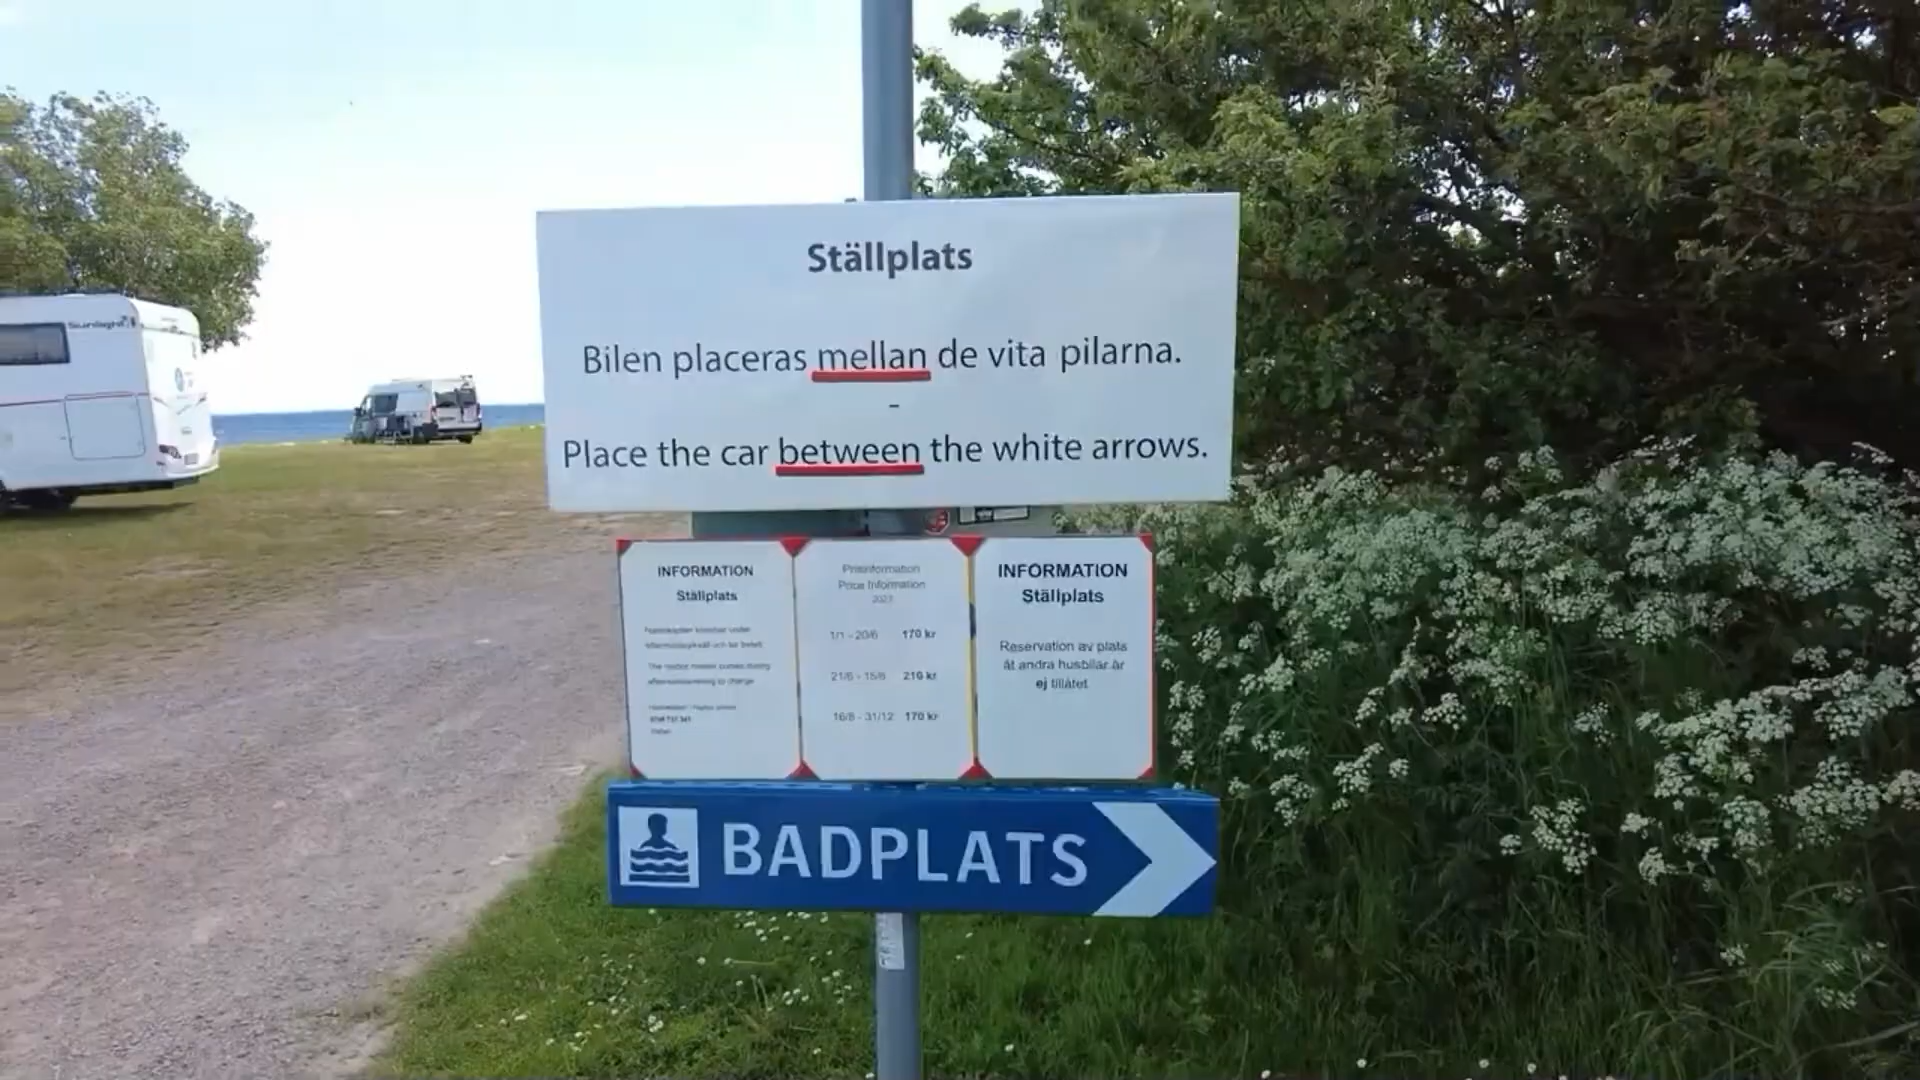 Ställplats
Bilen placeras mellan de vita pilarna.
-
Place the car between the white arrows.
Sunlight
INFORMATION
Ställplats
Prisinformation
Price Information
1/1 - 20/6 170 kr
21/6 - 15/8 210 kr
16/8 - 31/12 170 kr
INFORMATION
Ställplats
Reservation av plats
åt andra husbilar är
ej tillåtet
BADPLATS